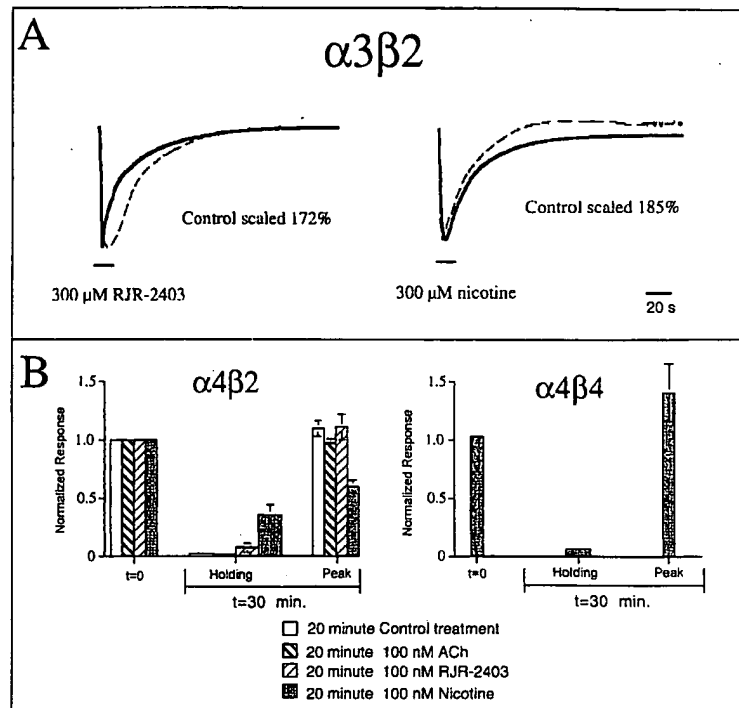 A
α3β2
Control scaled 172%
Control scaled 185%
300 µM RJR-2403
300 µM nicotine
20 s
B
α4β2
α4β4
Normalized Response
1.5
1.0
0.5
0
t=0
Holding
Peak
t=30 min.
Normalized Response
1.5
1.0
0.5
0
t=0
Holding
Peak
t=30 min.
20 minute Control treatment
20 minute 100 nM ACh
20 minute 100 nM RJR-2403
20 minute 100 nM Nicotine